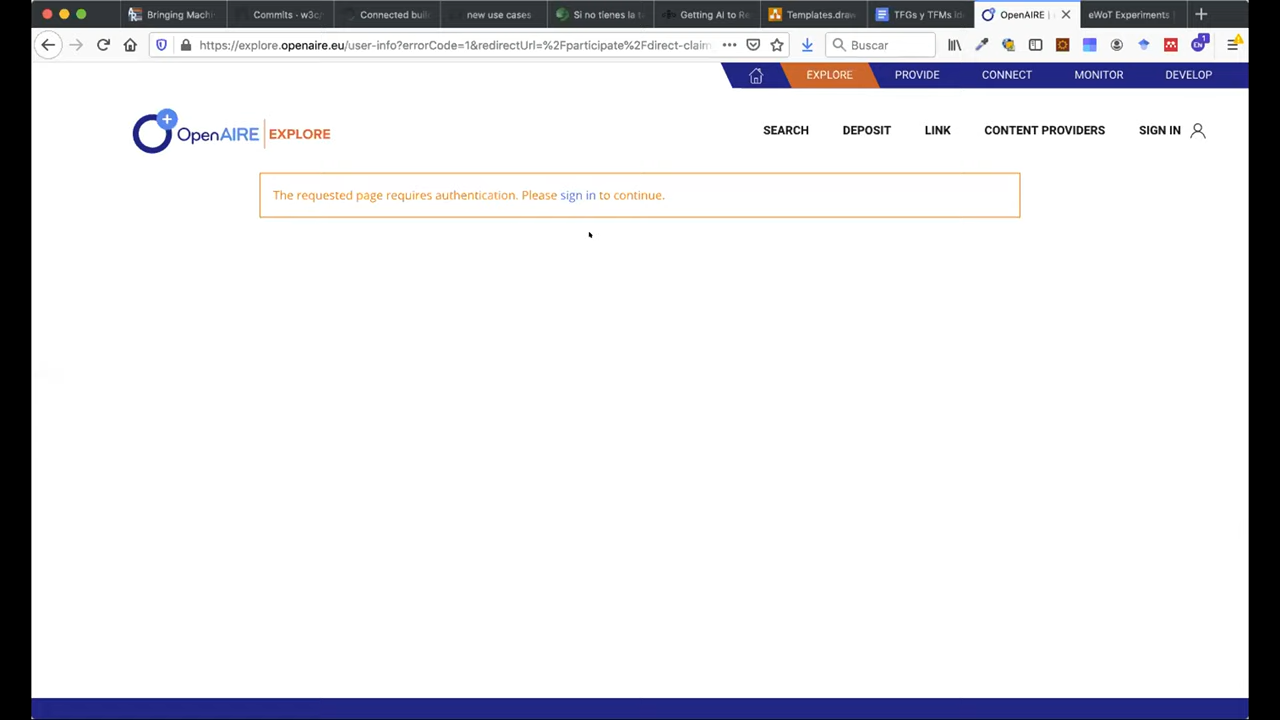 Bringing Machi
Commits · w3c/
Connected buil
new use cases
Si no tienes la t
Getting AI to Re
Templates.draw
TFGs y TFMs Id
OpenAIRE |
eWoT Experiments |
https://explore.openaire.eu/user-info?errorCode=1&redirectUrl=%2Fparticipate%2Fdirect-claim
Buscar
EXPLORE
PROVIDE
CONNECT
MONITOR
DEVELOP
OpenAIRE | EXPLORE
SEARCH
DEPOSIT
LINK
CONTENT PROVIDERS
SIGN IN
The requested page requires authentication. Please sign in to continue.